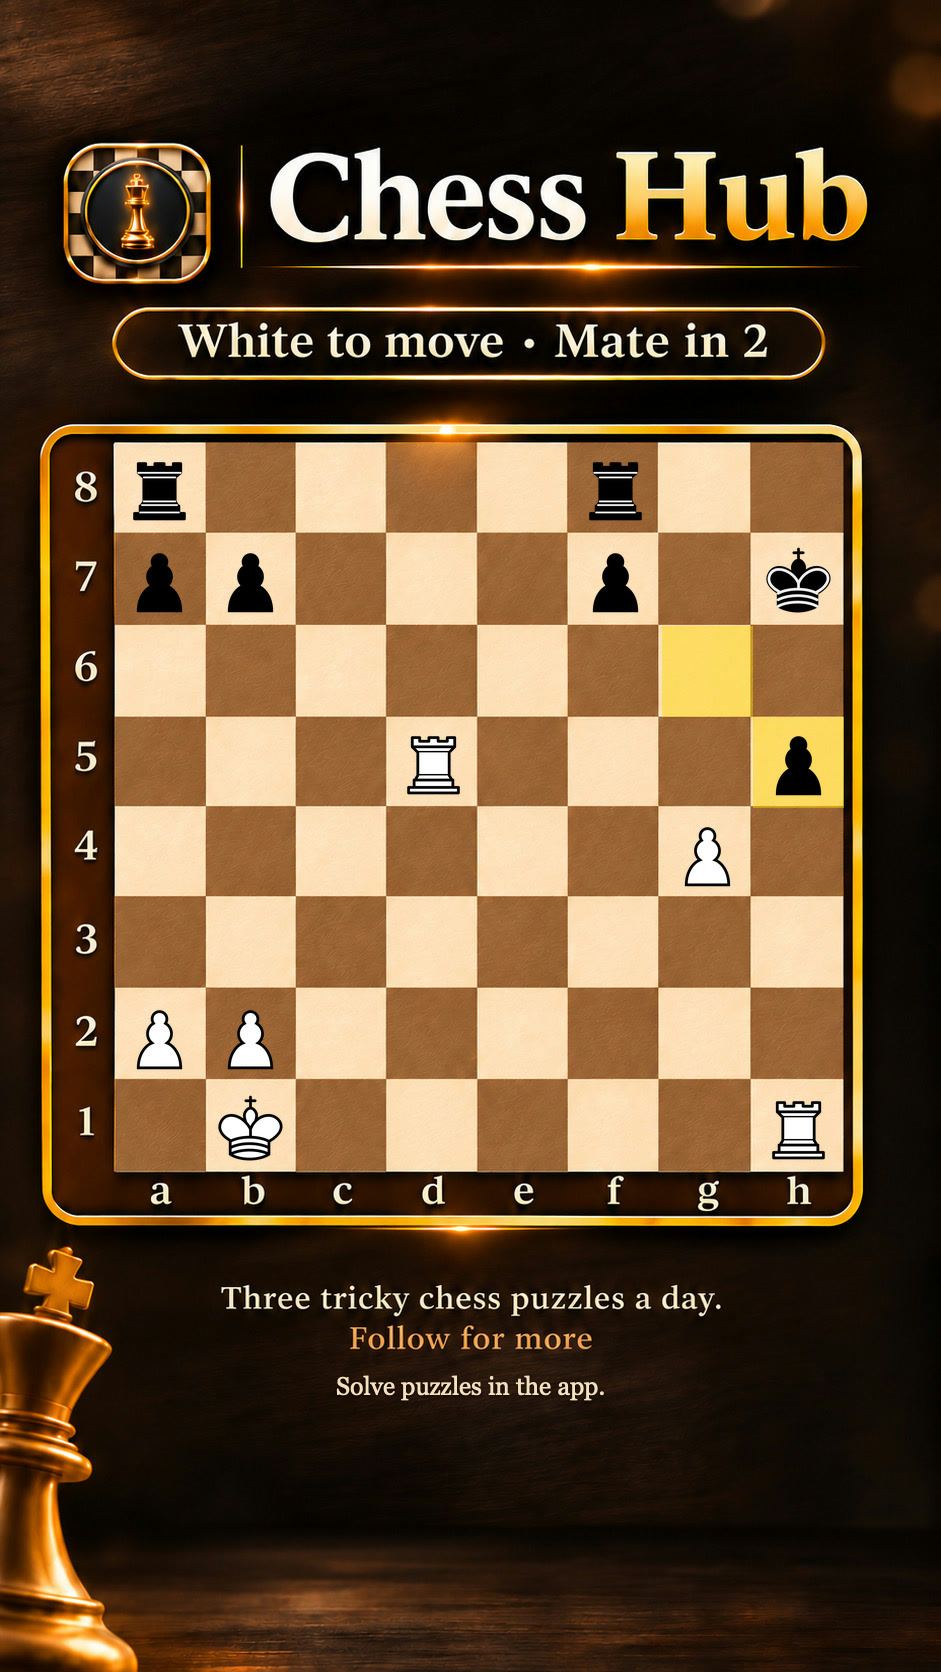 Chess Hub
White to move • Mate in 2
8
7
6
5
4
3
2
1
a b c d e f g h
Three tricky chess puzzles a day.
Follow for more
Solve puzzles in the app.